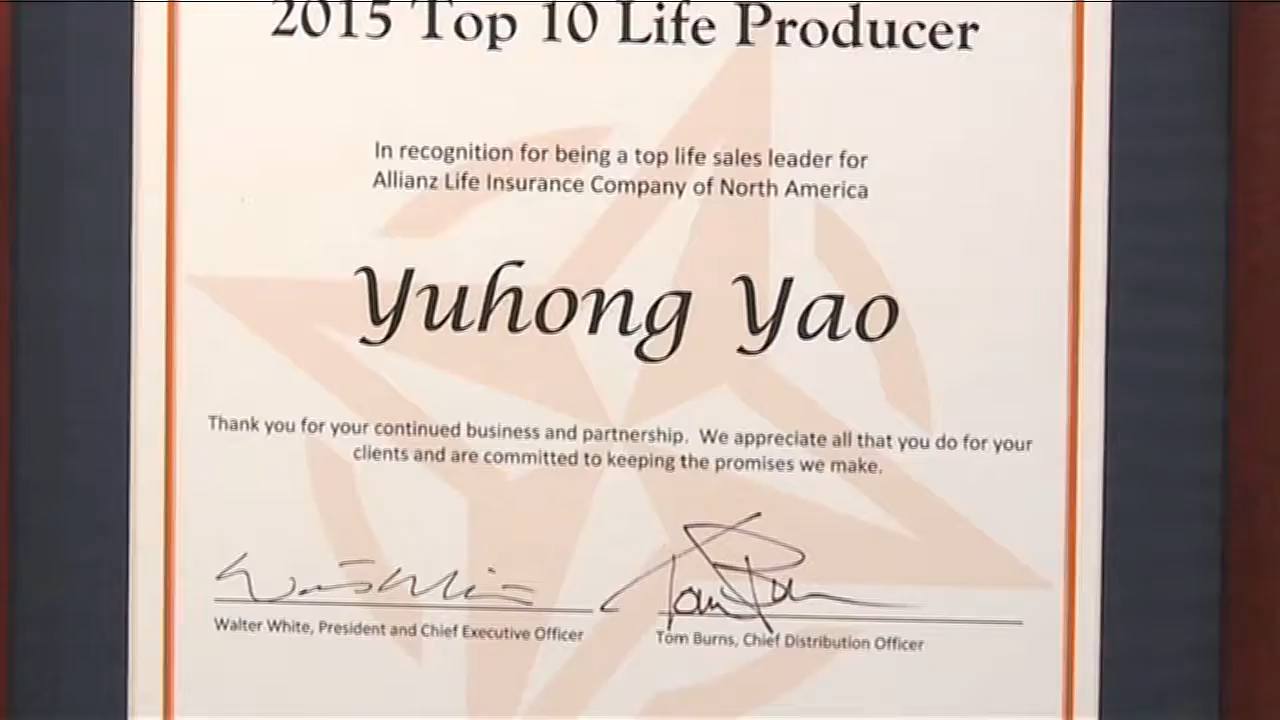 2015 Top 10 Life Producer
In recognition for being a top life sales leader for
Allianz Life Insurance Company of North America
Yuhong Yao
Thank you for your continued business and partnership. We appreciate all that you do for your
clients and are committed to keeping the promises we make.
Walter White, President and Chief Executive Officer
Tom Burns, Chief Distribution Officer